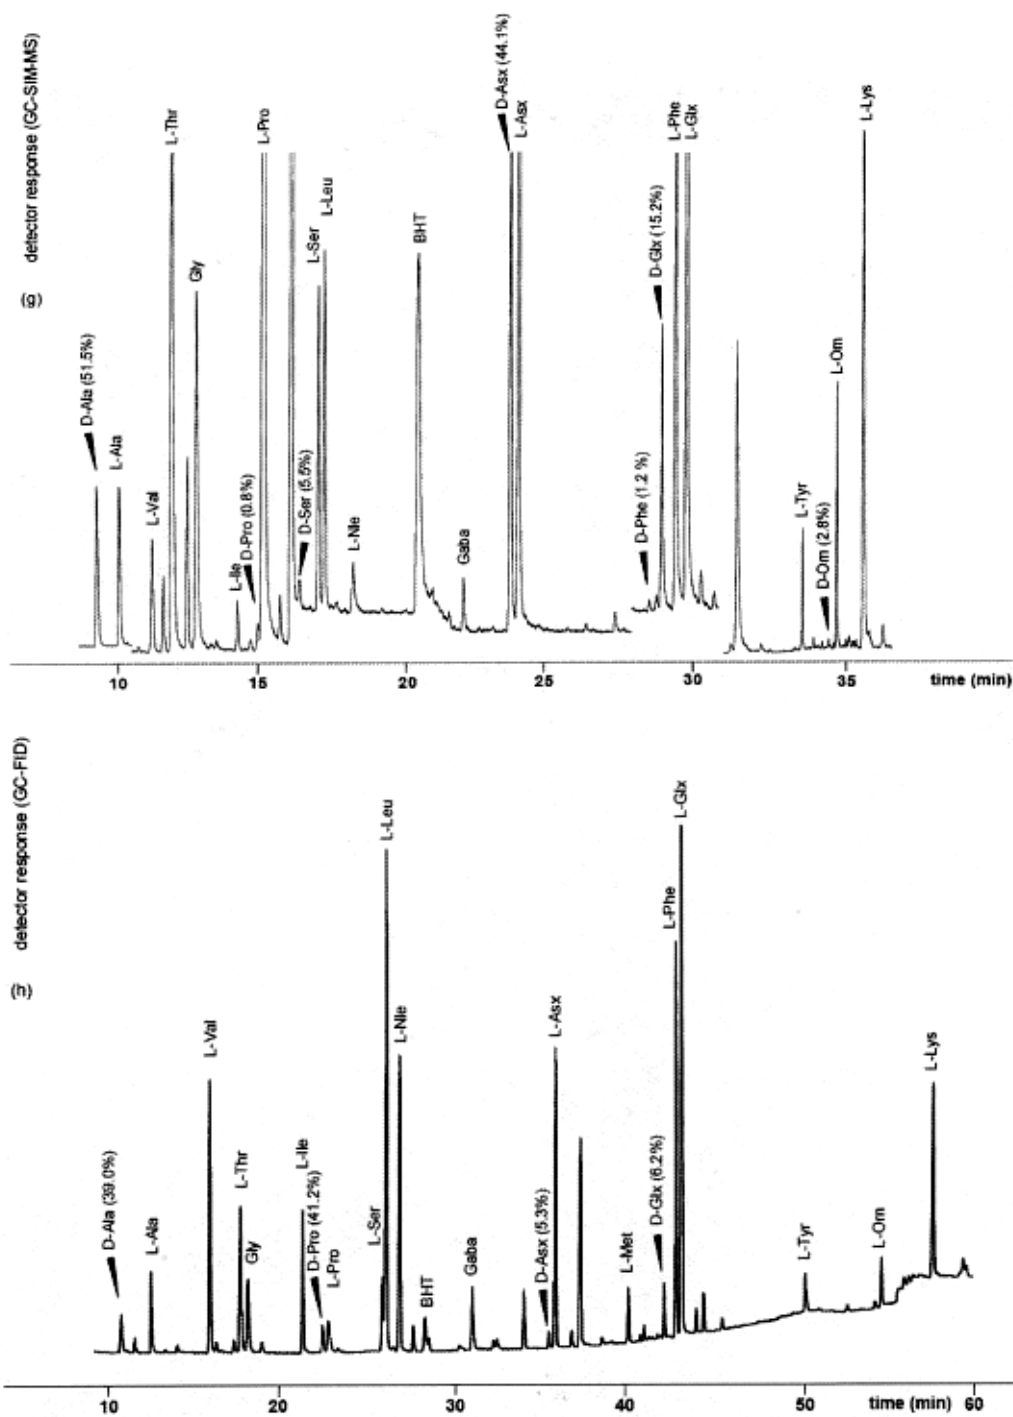 detector response (GC-SIM-MS)
(g)
D-Ala (51.5%)
L-Ala
L-Val
L-Thr
Gly
L-Ile
D-Pro (0.8%)
L-Pro
D-Ser (5.5%)
L-Ser
L-Leu
L-Nle
BHT
Gaba
D-Asx (44.1%)
L-Asx
D-Phe (1.2 %)
D-Glx (15.2%)
L-Phe
L-Glx
L-Tyr
D-Orn (2.8%)
L-Orn
L-Lys
10 15 20 25 30 35 time (min)
detector response (GC-FID)
(h)
D-Ala (39.0%)
L-Ala
L-Val
L-Thr
Gly
L-Ile
D-Pro (41.2%)
L-Pro
L-Ser
L-Leu
L-Nle
BHT
Gaba
D-Asx (5.3%)
L-Asx
L-Met
D-Glx (6.2%)
L-Phe
L-Glx
L-Tyr
L-Orn
L-Lys
10 20 30 40 50 time (min) 60